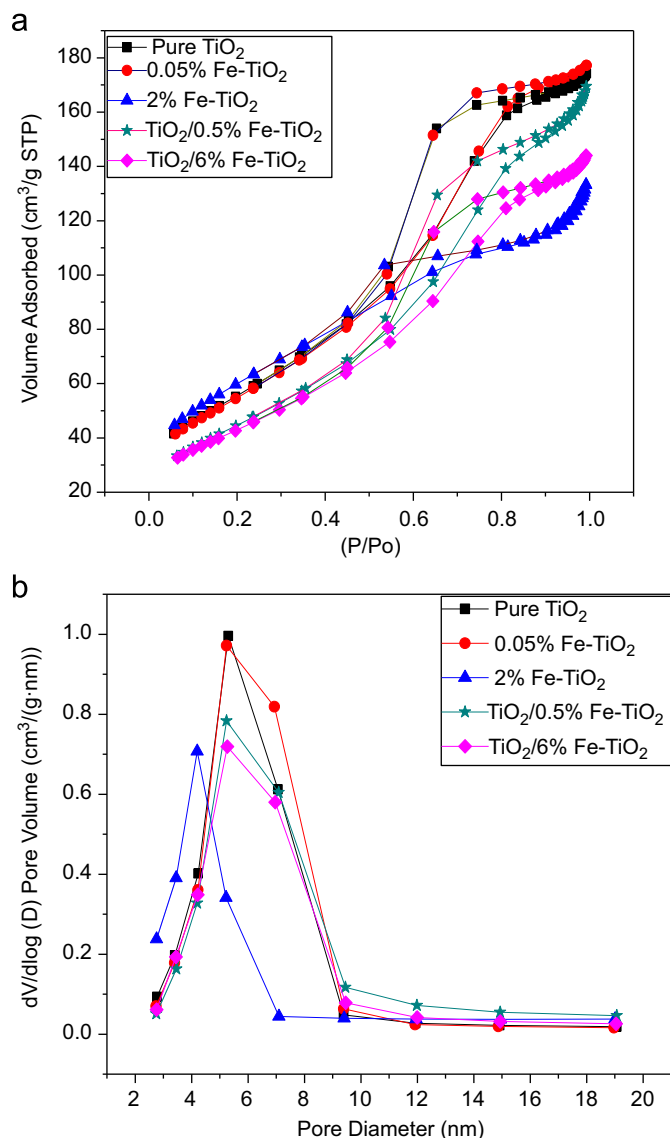 a
Pure TiO₂
0.05% Fe-TiO₂
2% Fe-TiO₂
TiO₂/0.5% Fe-TiO₂
TiO₂/6% Fe-TiO₂
180
160
140
120
100
80
60
40
20
0.0 0.2 0.4 0.6 0.8 1.0
Volume Adsorbed (cm³/g STP)
(P/Po)
b
Pure TiO₂
0.05% Fe-TiO₂
2% Fe-TiO₂
TiO₂/0.5% Fe-TiO₂
TiO₂/6% Fe-TiO₂
1.0
0.8
0.6
0.4
0.2
0.0
2 4 6 8 10 12 14 16 18 20
dV/dlog (D) Pore Volume (cm³/(g·nm))
Pore Diameter (nm)